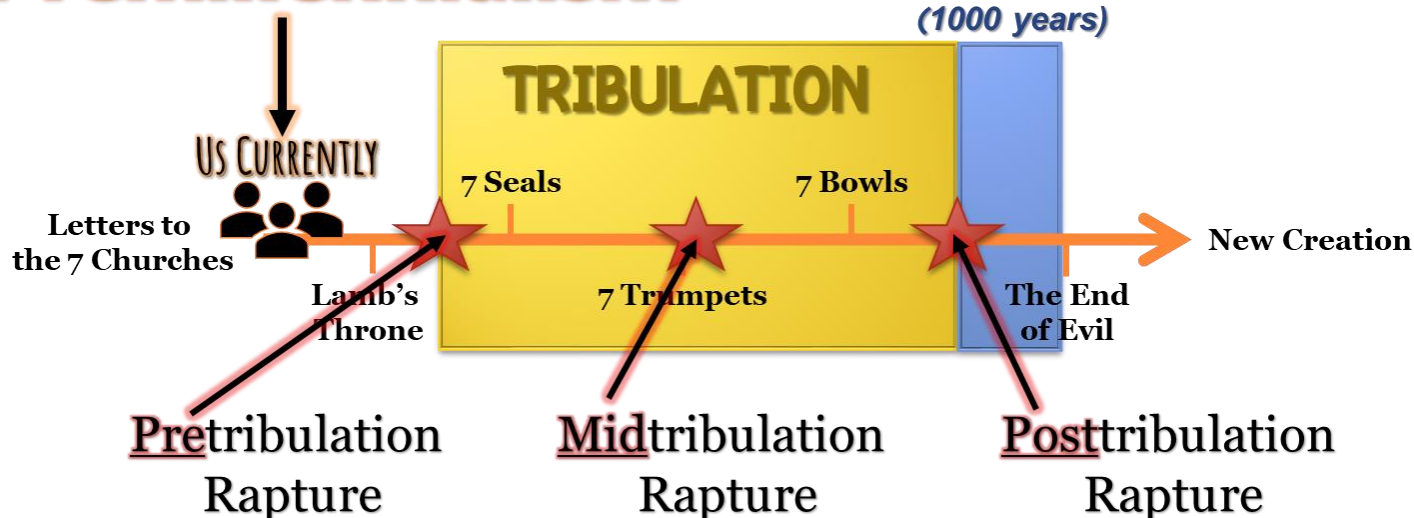 (1000 years)
TRIBULATION
US CURRENTLY
7 Seals
7 Bowls
Letters to
the 7 Churches
New Creation
Lamb's
Throne
7 Trumpets
The End
of Evil
Pretribulation
Rapture
Midtribulation
Rapture
Posttribulation
Rapture